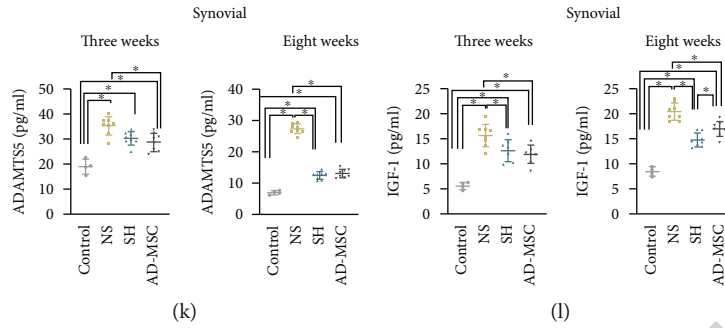 Synovial
Three weeks
Eight weeks
ADAMTS5 (pg/ml)
50
40
30
20
10
0
*
*
*
*
Control
NS
SH
AD-MSC
ADAMTS5 (pg/ml)
40
30
20
10
0
*
*
*
*
*
Control
NS
SH
AD-MSC
(k)
Synovial
Three weeks
Eight weeks
IGF-1 (pg/ml)
25
20
15
10
5
0
*
*
*
*
*
Control
NS
SH
AD-MSC
IGF-1 (pg/ml)
25
20
15
10
5
0
*
*
*
*
*
*
Control
NS
SH
AD-MSC
(l)